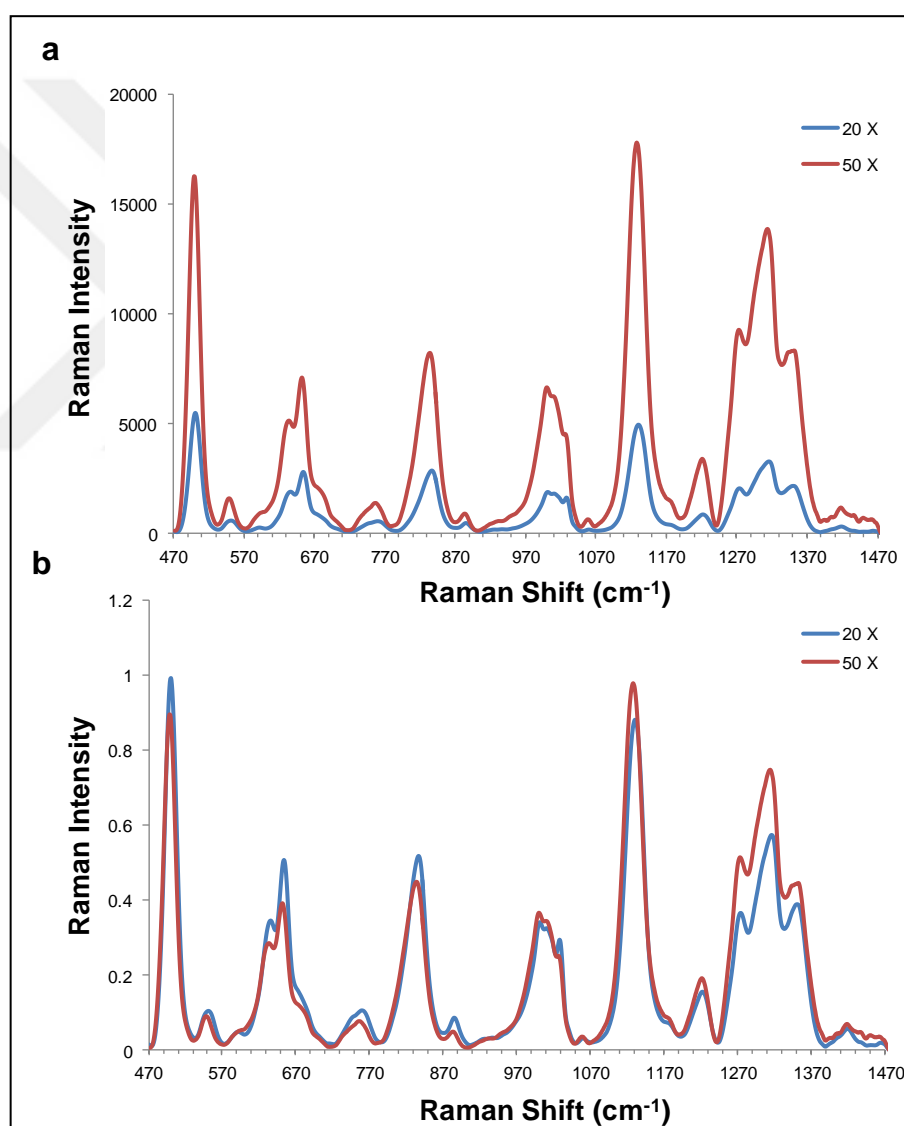 a
20000
15000
10000
5000
0
Raman Intensity
20 X
50 X
470 570 670 770 870 970 1070 1170 1270 1370 1470
Raman Shift (cm-1)
b
1.2
1
0.8
0.6
0.4
0.2
0
Raman Intensity
20 X
50 X
470 570 670 770 870 970 1070 1170 1270 1370 1470
Raman Shift (cm-1)